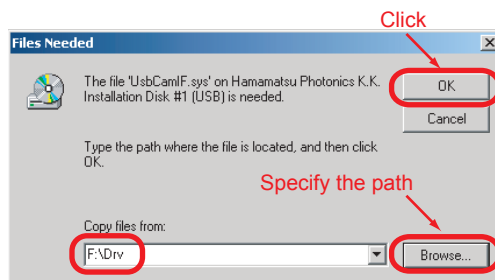 Click
Files Needed
The file 'UsbCamIF.sys' on Hamamatsu Photonics K.K.
Installation Disk #1 (USB) is needed.
OK
Cancel
Type the path where the file is located, and then click
OK.
Specify the path
Copy files from:
F:\Drv
Browse...